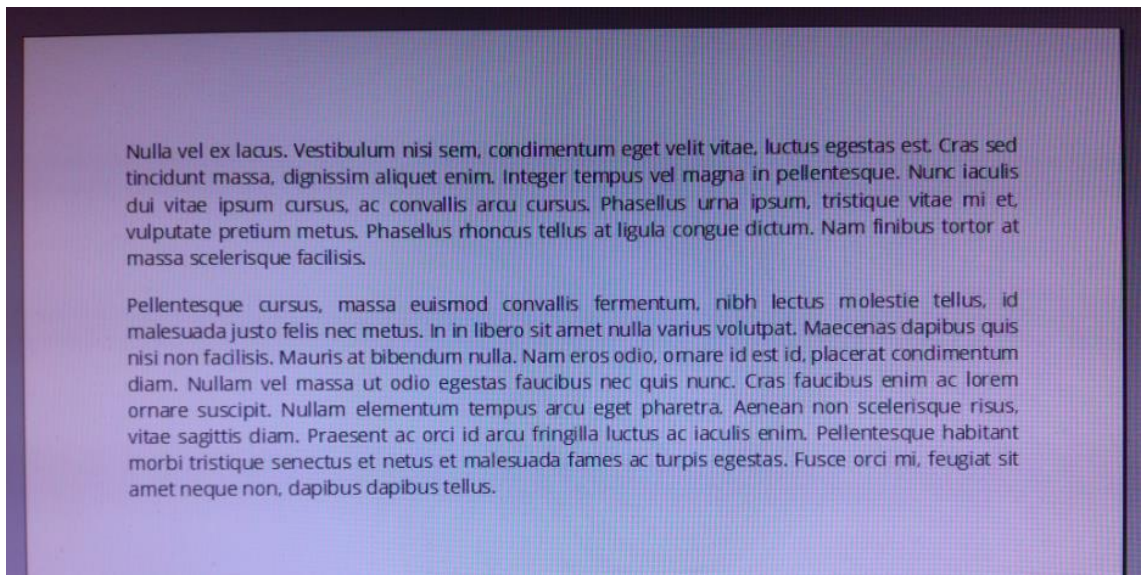 Nulla vel ex lacus. Vestibulum nisi sem, condimentum eget velit vitae, luctus egestas est. Cras sed
tincidunt massa, dignissim aliquet enim. Integer tempus vel magna in pellentesque. Nunc iaculis
dui vitae ipsum cursus, ac convallis arcu cursus. Phasellus urna ipsum, tristique vitae mi et,
vulputate pretium metus. Phasellus rhoncus tellus at ligula congue dictum. Nam finibus tortor at
massa scelerisque facilisis.
Pellentesque cursus, massa euismod convallis fermentum, nibh lectus molestie tellus, id
malesuada justo felis nec metus. In in libero sit amet nulla varius volutpat. Maecenas dapibus quis
nisi non facilisis. Mauris at bibendum nulla. Nam eros odio, ornare id est id, placerat condimentum
diam. Nullam vel massa ut odio egestas faucibus nec quis nunc. Cras faucibus enim ac lorem
ornare suscipit. Nullam elementum tempus arcu eget pharetra. Aenean non scelerisque risus,
vitae sagittis diam. Praesent ac orci id arcu fringilla luctus ac iaculis enim. Pellentesque habitant
morbi tristique senectus et netus et malesuada fames ac turpis egestas. Fusce orci mi, feugiat sit
amet neque non, dapibus dapibus tellus.